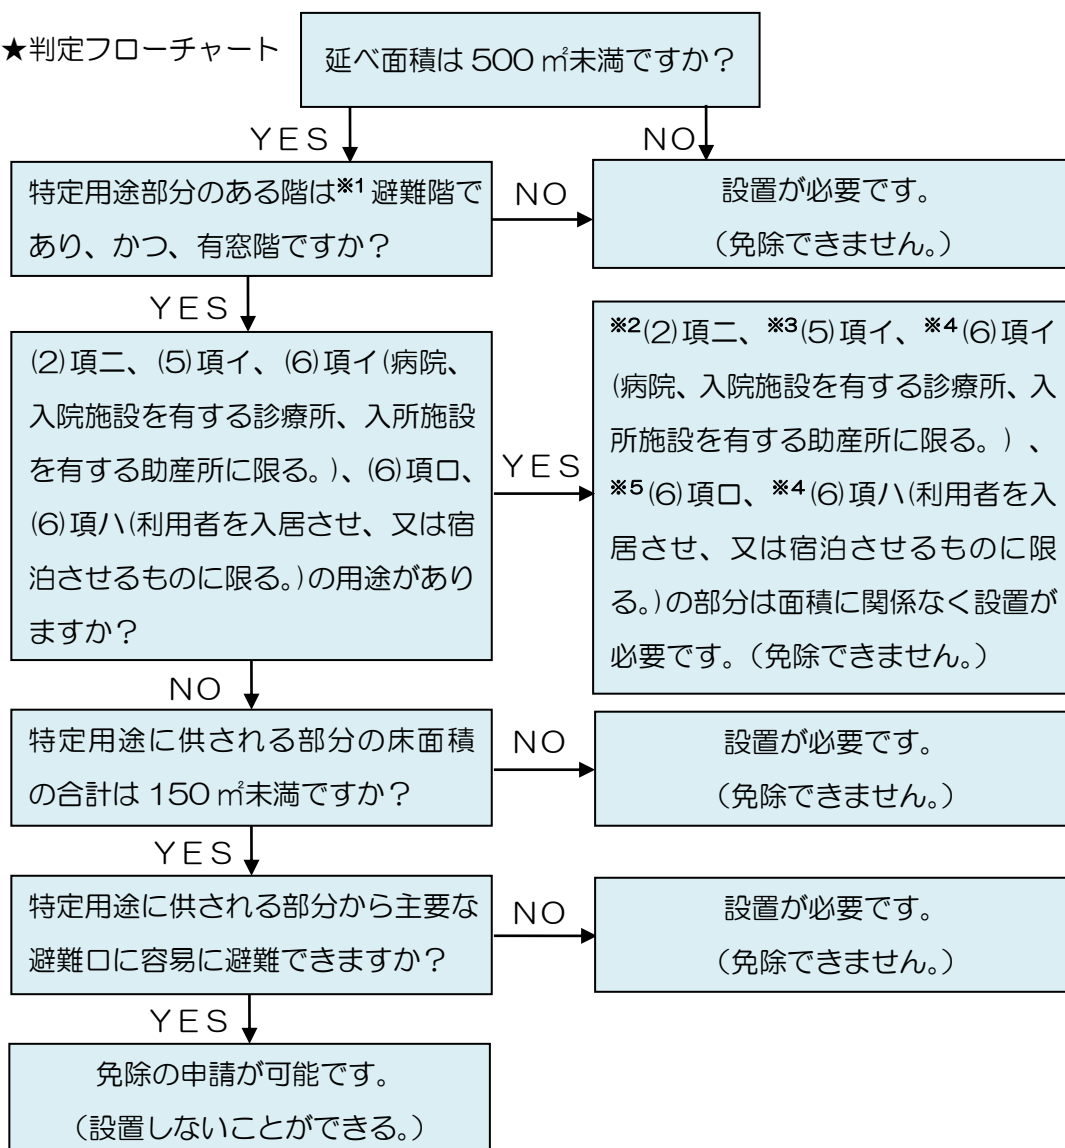 ★判定フローチャート
延べ面積は500㎡未満ですか？
YES
NO
特定用途部分のある階は※1避難階で
あり、かつ、有窓階ですか？
NO
設置が必要です。
（免除できません。）
YES
(2)項ニ、(5)項イ、(6)項イ(病院、
入院施設を有する診療所、入所施設
を有する助産所に限る。)、(6)項ロ、
(6)項ハ(利用者を入居させ、又は宿
泊させるものに限る。)の用途があり
ますか？
YES
※2(2)項ニ、※3(5)項イ、※4(6)項イ
(病院、入院施設を有する診療所、入
所施設を有する助産所に限る。）、
※5(6)項ロ、※4(6)項ハ(利用者を入
居させ、又は宿泊させるものに限
る。)の部分は面積に関係なく設置が
必要です。（免除できません。）
NO
特定用途に供される部分の床面積
の合計は150㎡未満ですか？
NO
設置が必要です。
（免除できません。）
YES
特定用途に供される部分から主要な
避難口に容易に避難できますか？
NO
設置が必要です。
（免除できません。）
YES
免除の申請が可能です。
（設置しないことができる。）